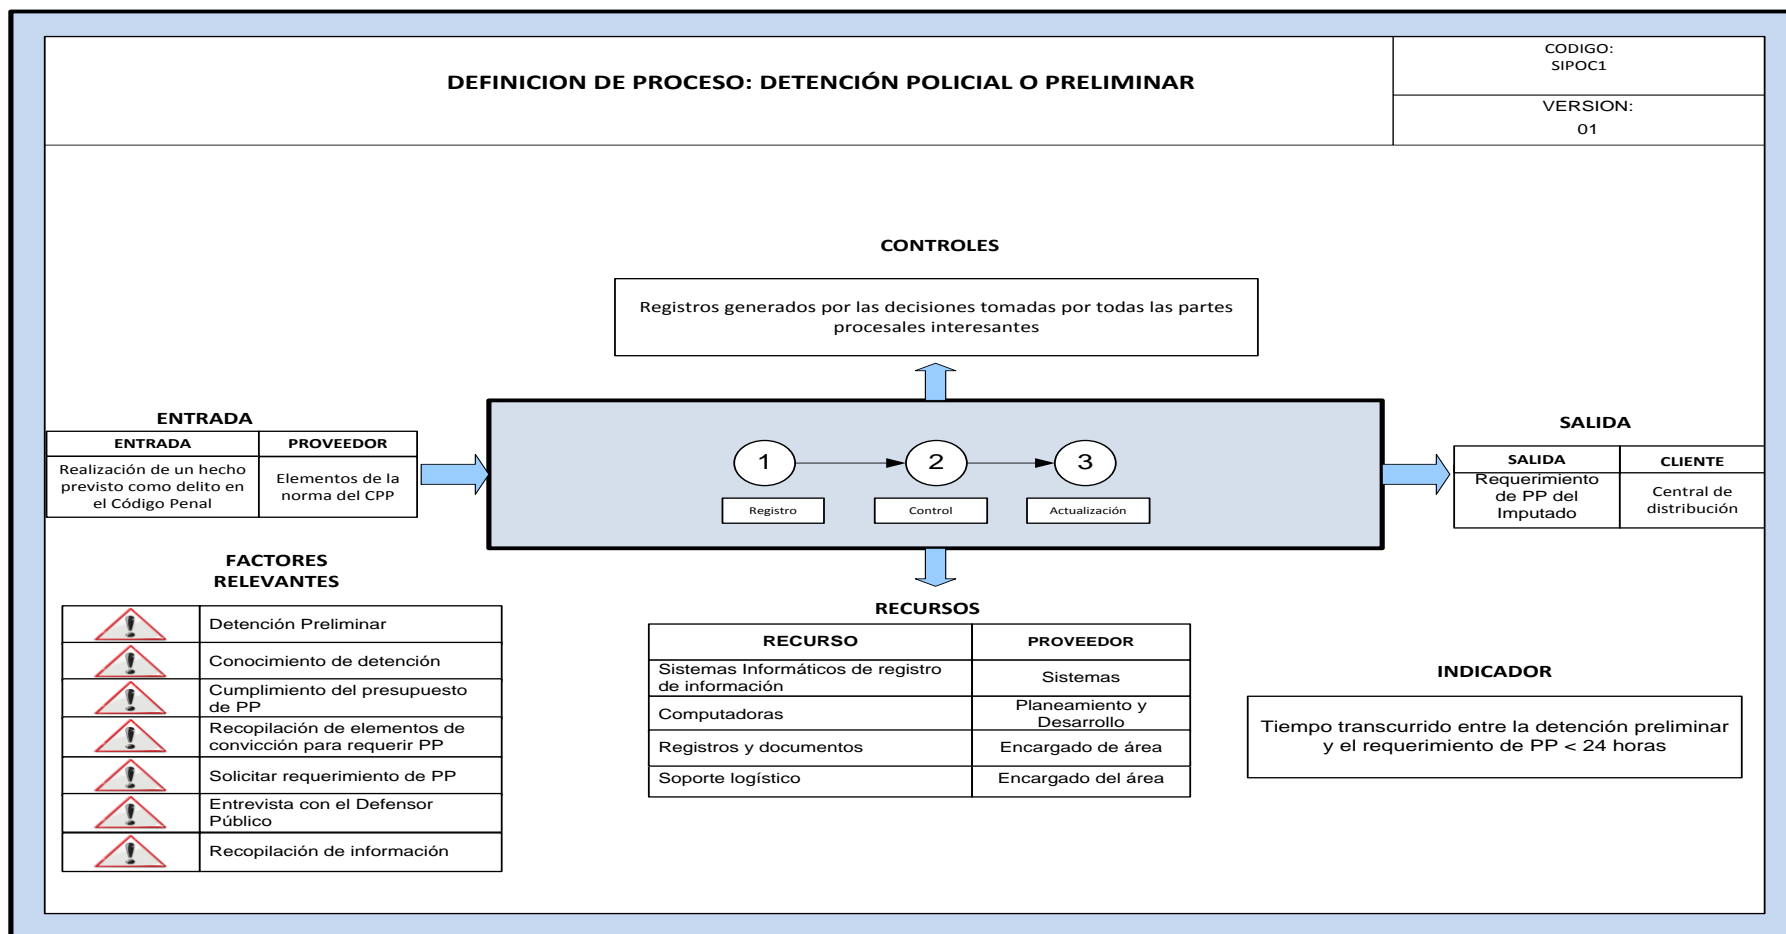 DEFINICION DE PROCESO: DETENCIÓN POLICIAL O PRELIMINAR
CODIGO:
SIPOC1
VERSION:
01
CONTROLES
Registros generados por las decisiones tomadas por todas las partes
procesales interesantes
ENTRADA
ENTRADA
PROVEEDOR
Realización de un hecho
previsto como delito en
el Código Penal
Elementos de la
norma del CPP
1
2
3
Registro
Control
Actualización
SALIDA
SALIDA
CLIENTE
Requerimiento
de PP del
Imputado
Central de
distribución
FACTORES
RELEVANTES
Detención Preliminar
Conocimiento de detención
Cumplimiento del presupuesto
de PP
Recopilación de elementos de
convicción para requerir PP
Solicitar requerimiento de PP
Entrevista con el Defensor
Público
Recopilación de información
RECURSOS
RECURSO
PROVEEDOR
Sistemas Informáticos de registro
de información
Sistemas
Computadoras
Planeamiento y
Desarrollo
Registros y documentos
Encargado de área
Soporte logístico
Encargado del área
INDICADOR
Tiempo transcurrido entre la detención preliminar
y el requerimiento de PP < 24 horas